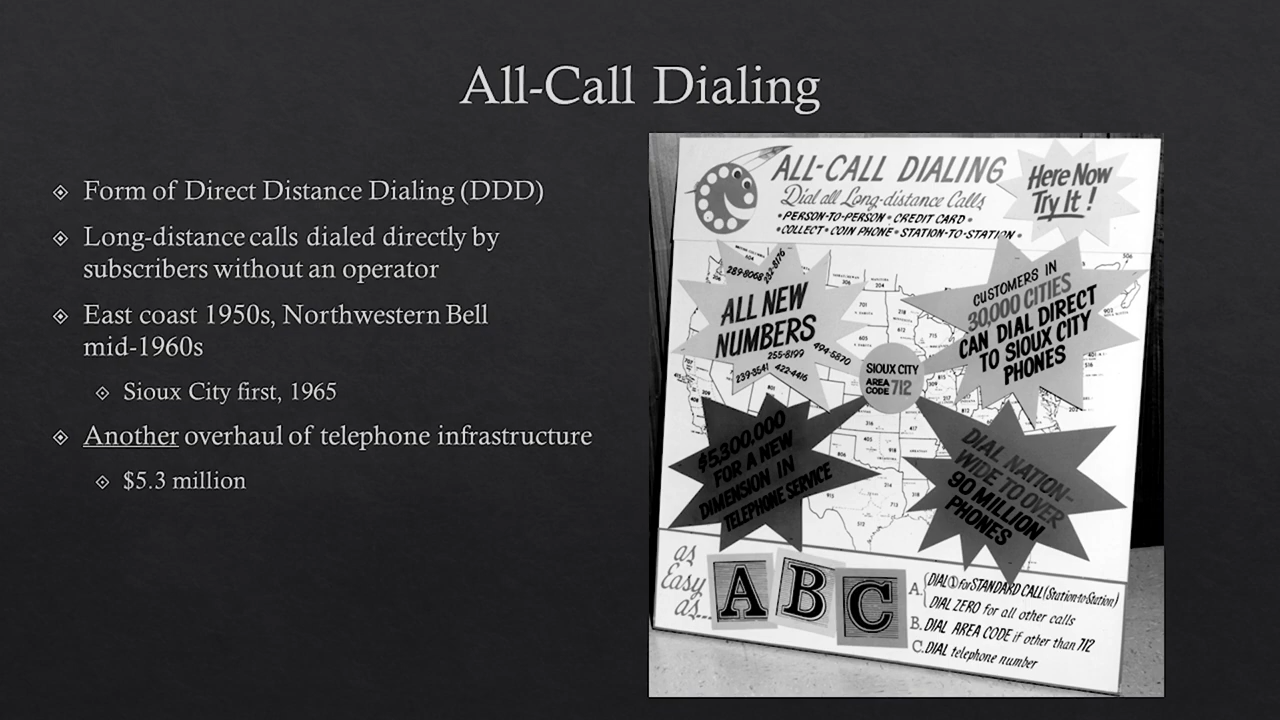 All-Call Dialing
Form of Direct Distance Dialing (DDD)
Long-distance calls dialed directly by
subscribers without an operator
East coast 1950s, Northwestern Bell
mid-1960s
Sioux City first, 1965
Another overhaul of telephone infrastructure
$5.3 million
ALL-CALL DIALING
Dial all Long-distance Calls
• PERSON-TO-PERSON • CREDIT CARD •
• COLLECT • COIN PHONE • STATION-TO-STATION •
Here Now
Try It !
289-8068
ALL NEW
NUMBERS
255-8199
494-5870
239-3541
422-4416
CUSTOMERS IN
30,000 CITIES
CAN DIAL DIRECT
TO SIOUX CITY
PHONES
SIOUX CITY
AREA
CODE 712
$5,300,000
FOR A NEW
DIMENSION IN
TELEPHONE SERVICE
DIAL NATION-
WIDE TO OVER
90 MILLION
PHONES
as
Easy
as...
A B C
A. DIAL 1 for STANDARD CALL (Station-to-Station)
DIAL ZERO for all other calls
B. DIAL AREA CODE if other than 712
C. DIAL telephone number